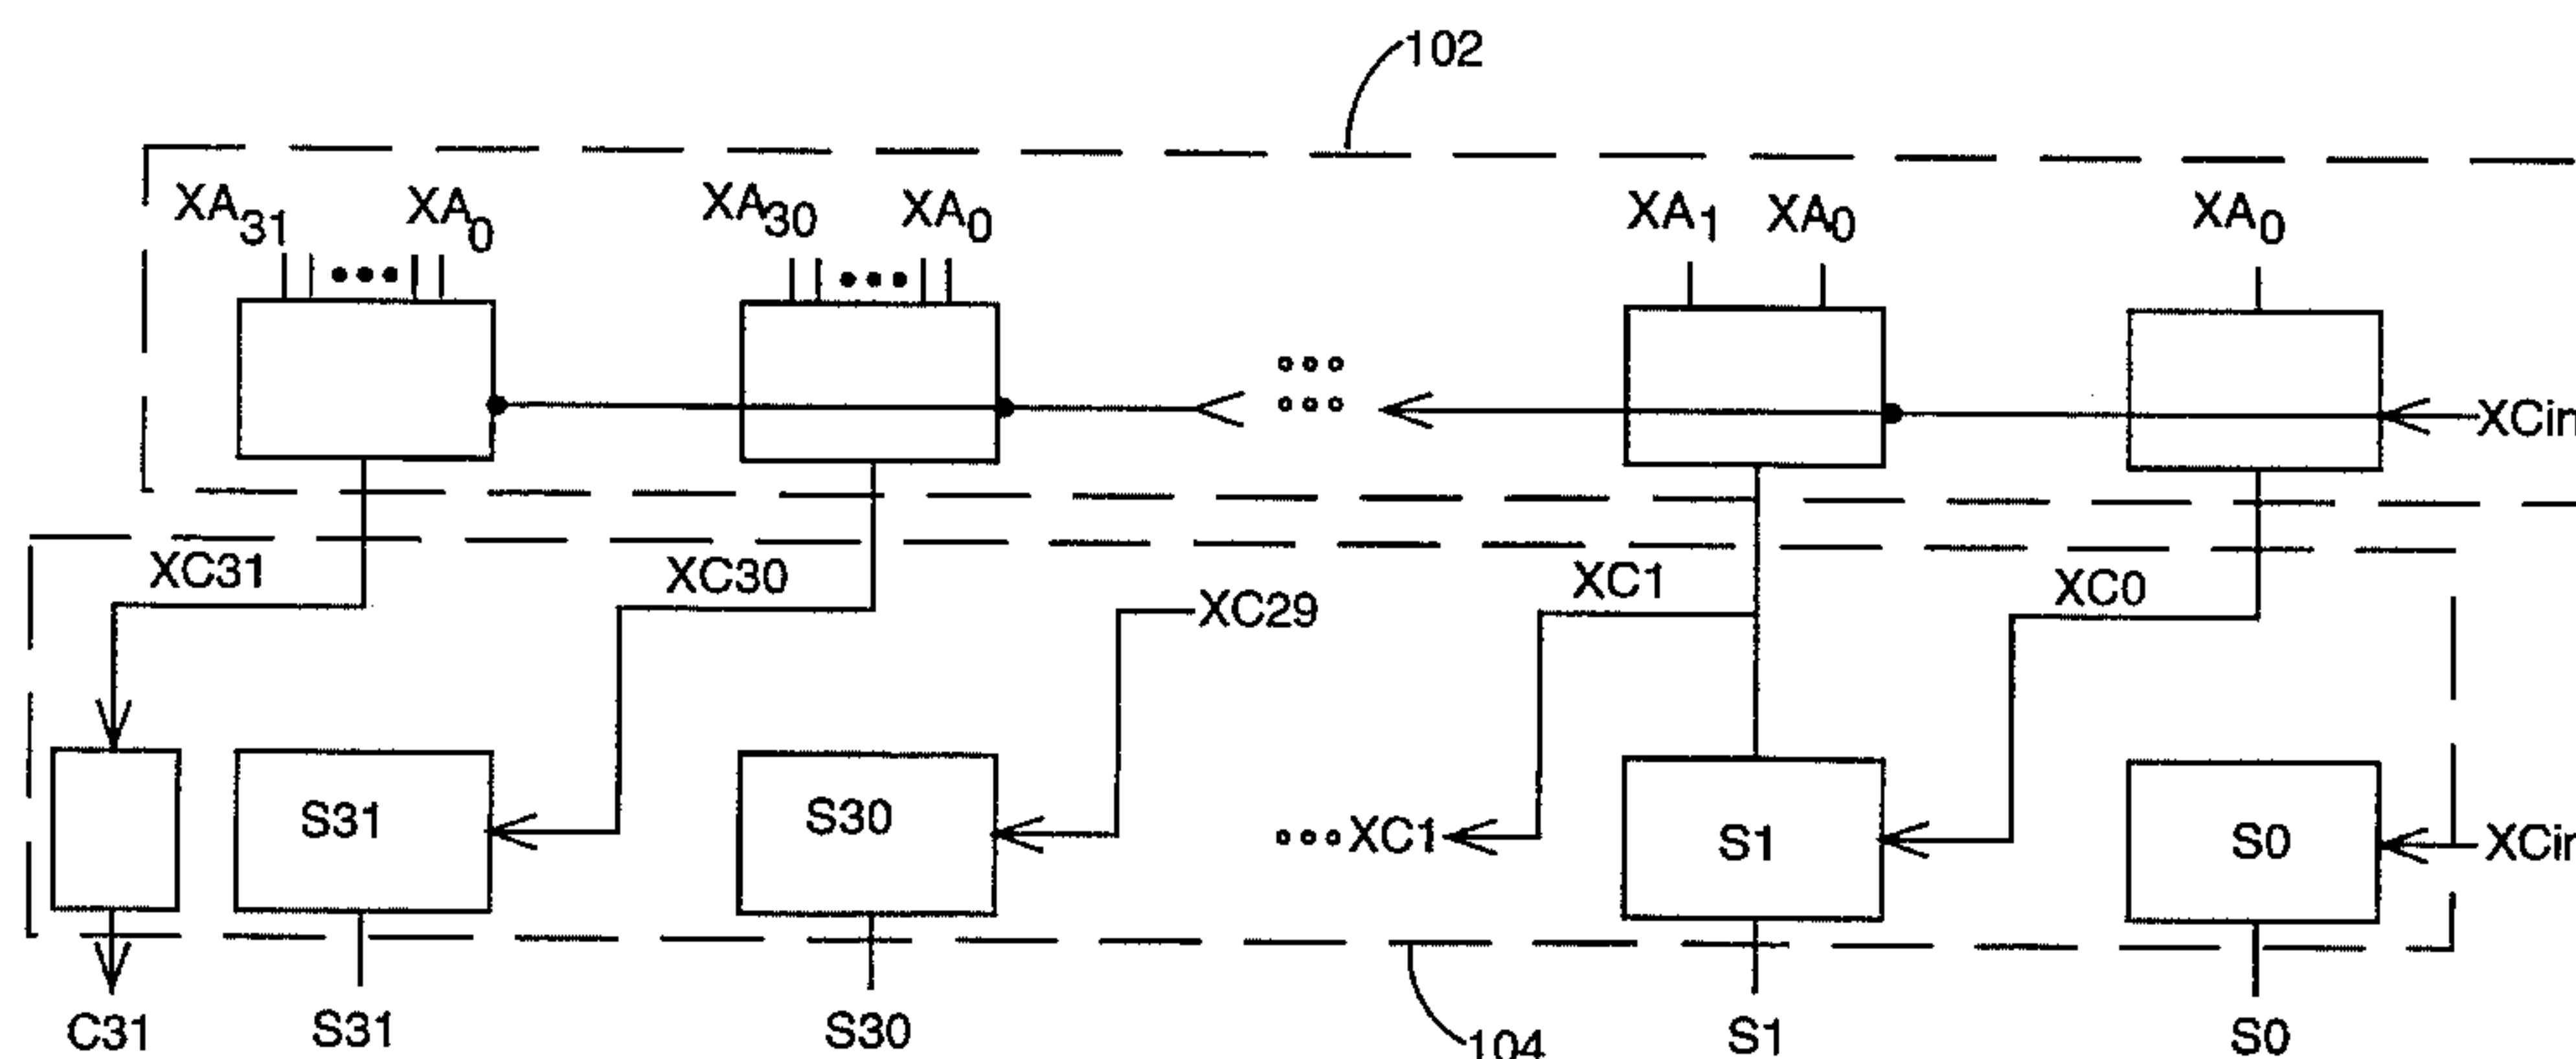 102
XA31 XA0 XA30 XA0 XA1 XA0 XA0
XCin
XC31 XC30 XC29 XC1 XC0
S31 S30 XC1 S1 S0 XCin
C31 S31 S30 104 S1 S0